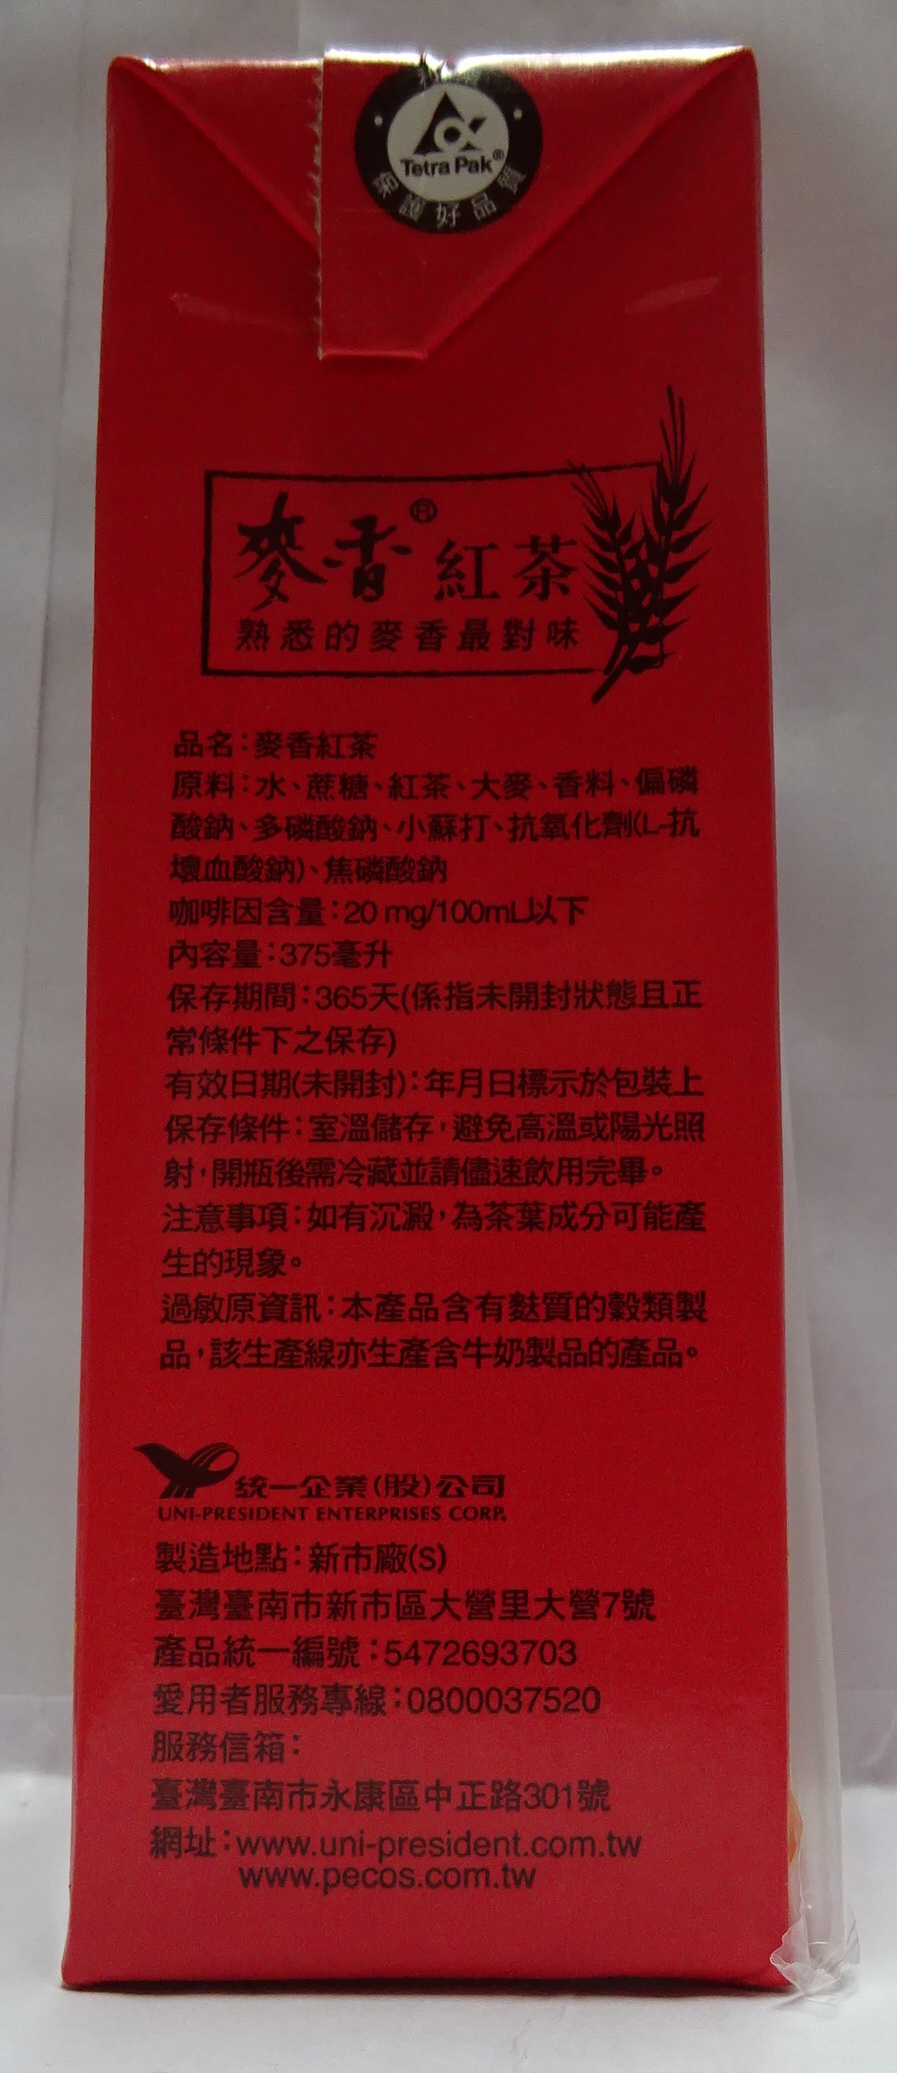 Tetra Pak®
護好品質
麥香®紅茶
熟悉的麥香最對味
品名：麥香紅茶
原料：水、蔗糖、紅茶、大麥、香料、偏磷
酸鈉、多磷酸鈉、小蘇打、抗氧化劑(L-抗
壞血酸鈉)、焦磷酸鈉
咖啡因含量：20 mg/100mL以下
內容量：375毫升
保存期間：365天(係指未開封狀態且正
常條件下之保存)
有效日期(未開封)：年月日標示於包裝上
保存條件：室溫儲存，避免高溫或陽光照
射，開瓶後需冷藏並請儘速飲用完畢。
注意事項：如有沉澱，為茶葉成分可能產
生的現象。
過敏原資訊：本產品含有麩質的穀類製
品，該生產線亦生產含牛奶製品的產品。
統一企業(股)公司
UNI-PRESIDENT ENTERPRISES CORP.
製造地點：新市廠(S)
臺灣臺南市新市區大營里大營7號
產品統一編號：5472693703
愛用者服務專線：0800037520
服務信箱：
臺灣臺南市永康區中正路301號
網址：www.uni-president.com.tw
www.pecos.com.tw